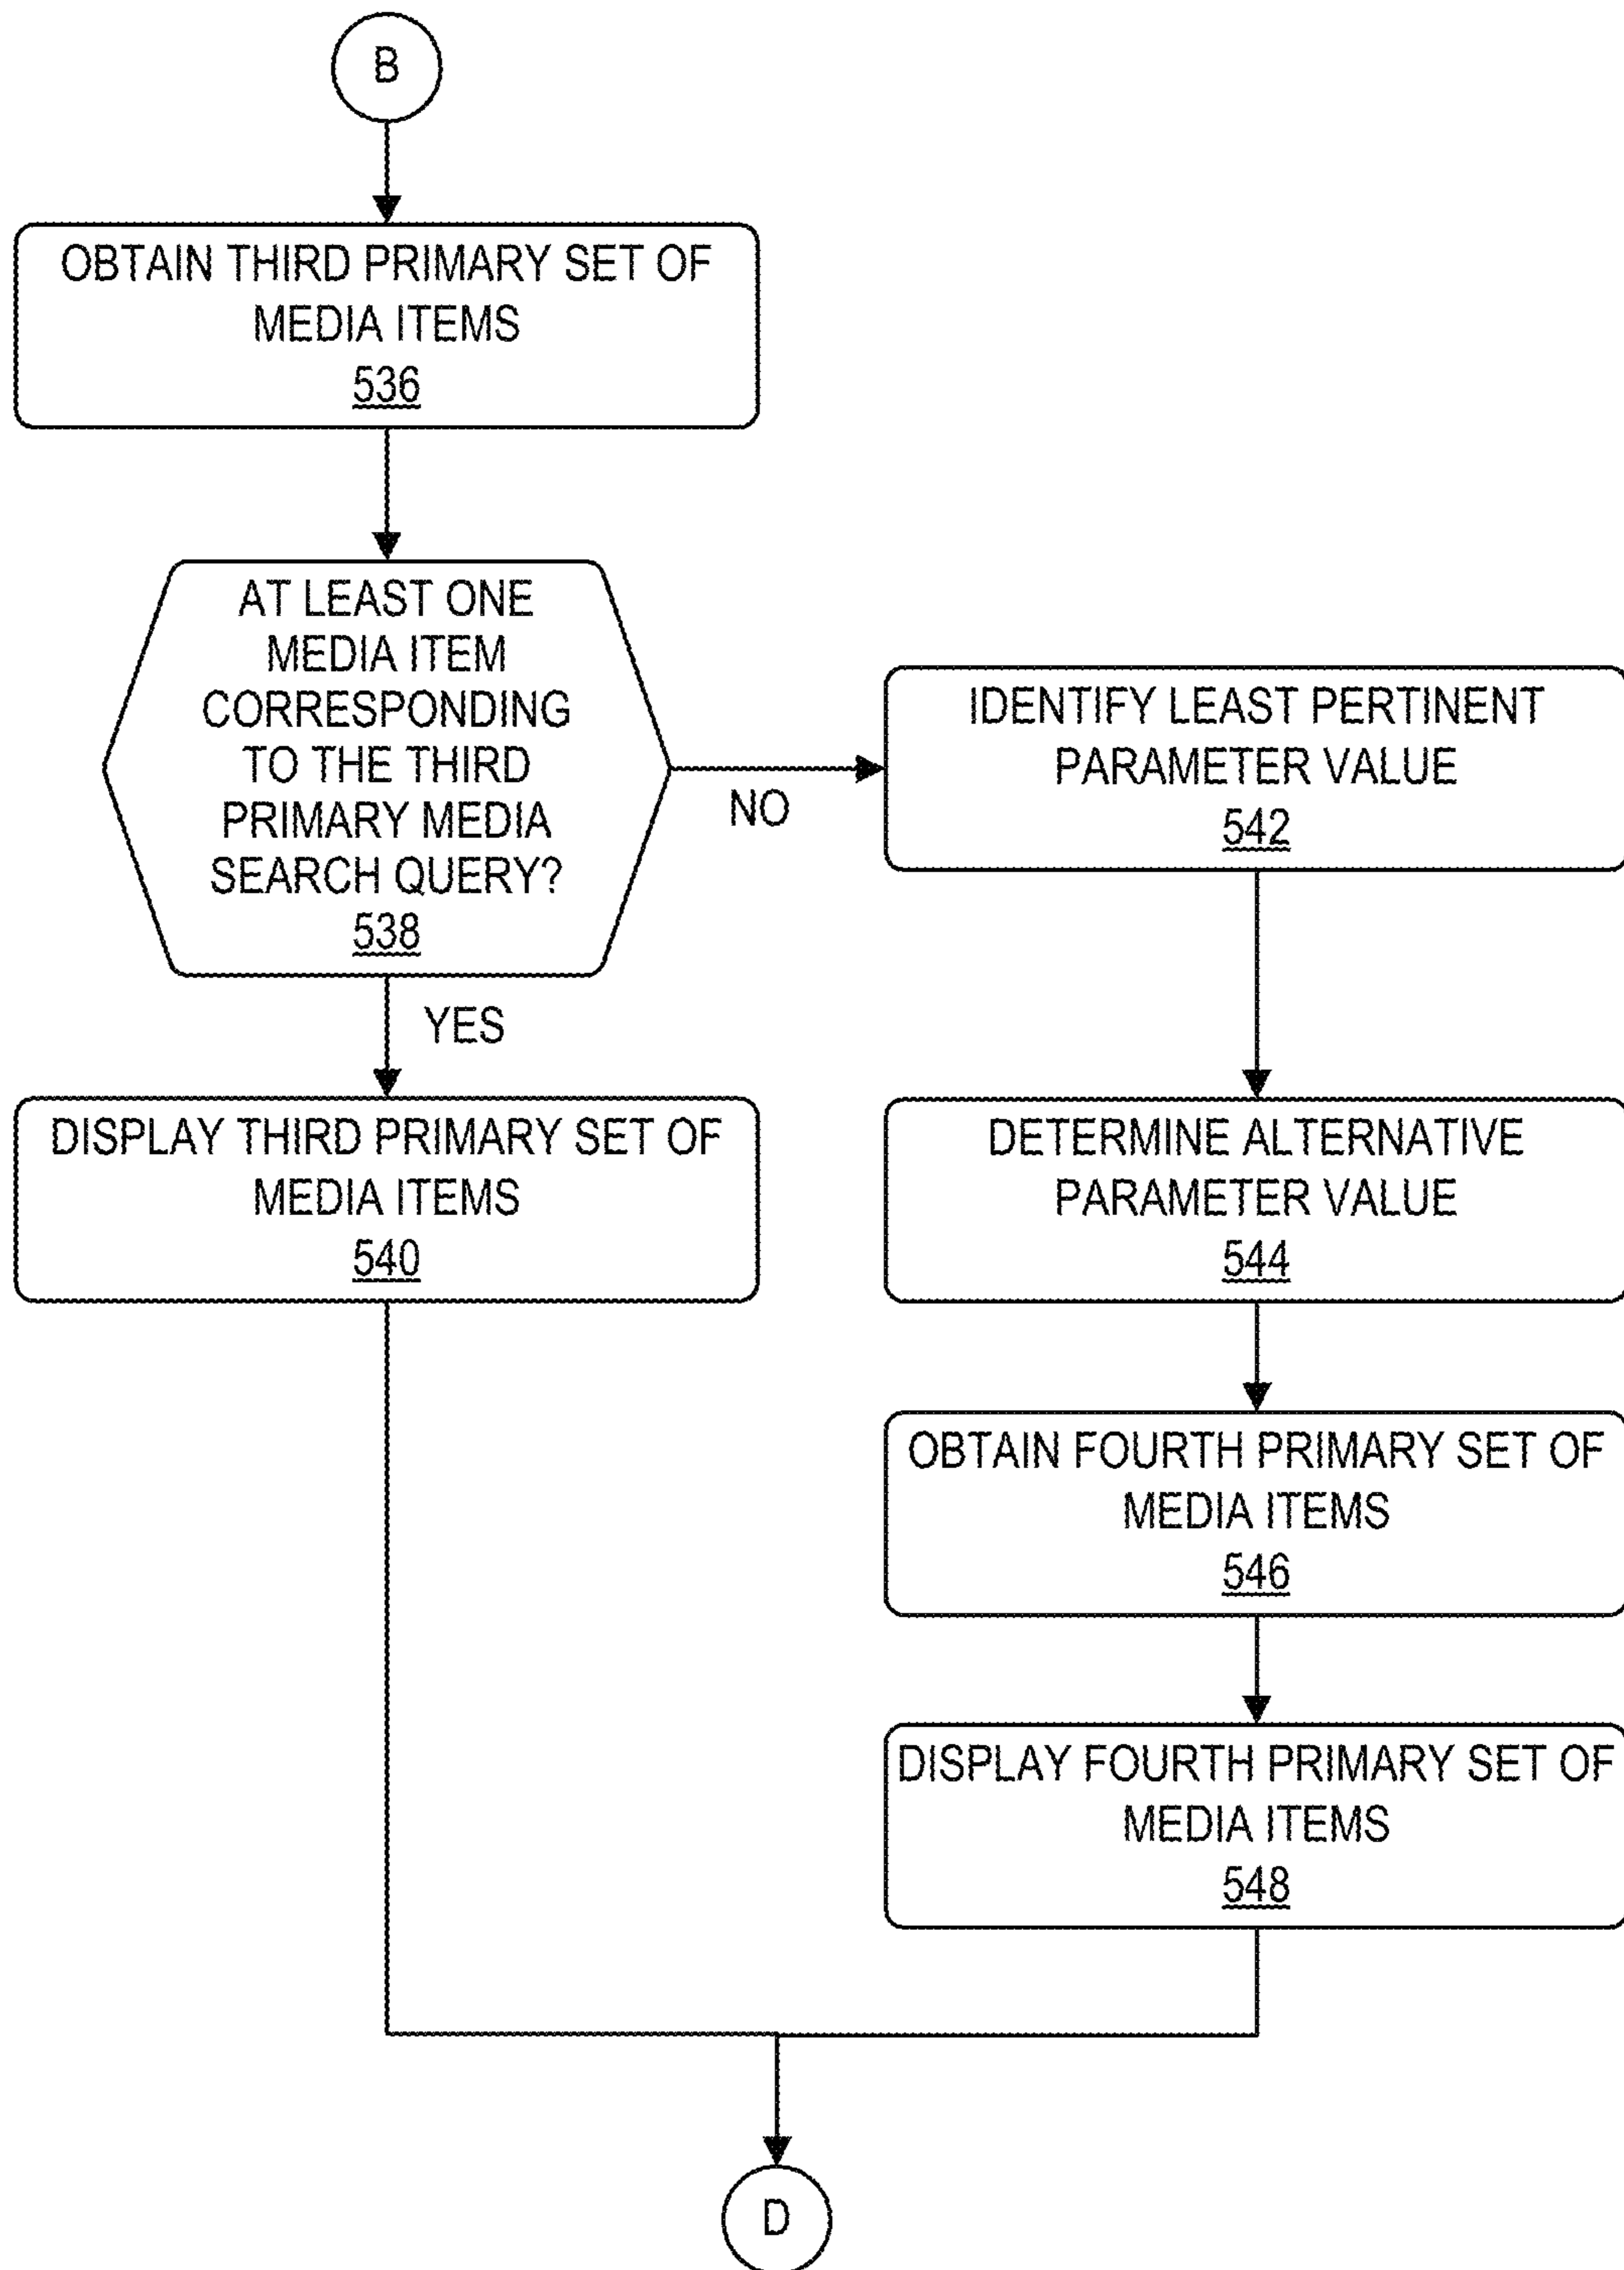 B
OBTAIN THIRD PRIMARY SET OF
MEDIA ITEMS
536
AT LEAST ONE
MEDIA ITEM
CORRESPONDING
TO THE THIRD
PRIMARY MEDIA
SEARCH QUERY?
538
NO
IDENTIFY LEAST PERTINENT
PARAMETER VALUE
542
YES
DISPLAY THIRD PRIMARY SET OF
MEDIA ITEMS
540
DETERMINE ALTERNATIVE
PARAMETER VALUE
544
OBTAIN FOURTH PRIMARY SET OF
MEDIA ITEMS
546
DISPLAY FOURTH PRIMARY SET OF
MEDIA ITEMS
548
D